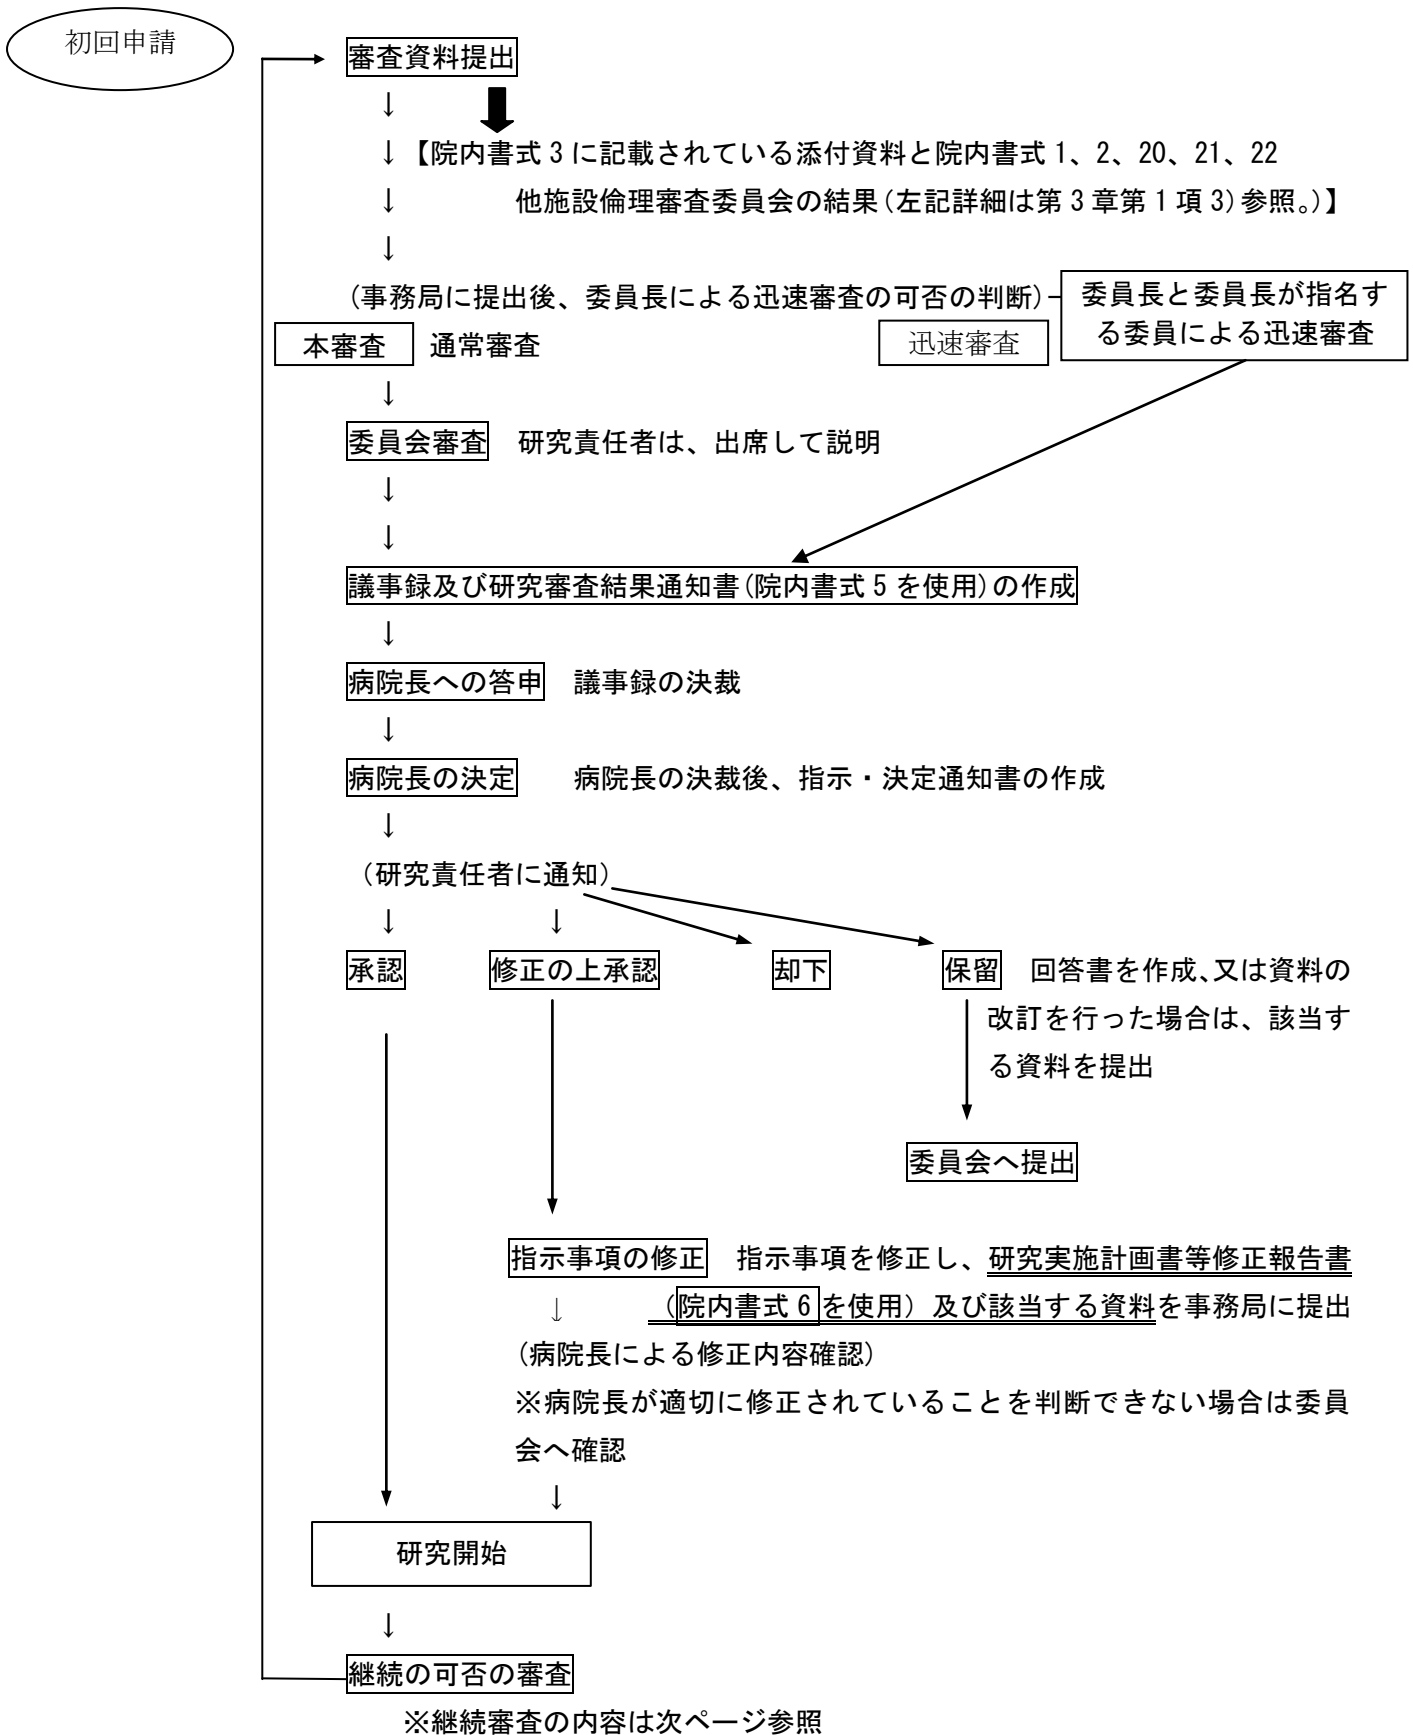 初回申請
審査資料提出
↓
↓【院内書式3に記載されている添付資料と院内書式1、2、20、21、22
↓ 他施設倫理審査委員会の結果(左記詳細は第3章第1項3)参照。)】
↓
(事務局に提出後、委員長による迅速審査の可否の判断)
委員長と委員長が指名す
る委員による迅速審査
本審査 通常審査
迅速審査
↓
委員会審査 研究責任者は、出席して説明
↓
↓
議事録及び研究審査結果通知書(院内書式5を使用)の作成
↓
病院長への答申 議事録の決裁
↓
病院長の決定 病院長の決裁後、指示・決定通知書の作成
↓
(研究責任者に通知)
↓ ↓
承認 修正の上承認 却下 保留 回答書を作成、又は資料の
改訂を行った場合は、該当す
る資料を提出
委員会へ提出
指示事項の修正 指示事項を修正し、研究実施計画書等修正報告書
↓ (院内書式6を使用)及び該当する資料を事務局に提出
(病院長による修正内容確認)
※病院長が適切に修正されていることを判断できない場合は委員
会へ確認
↓
研究開始
↓
継続の可否の審査
※継続審査の内容は次ページ参照